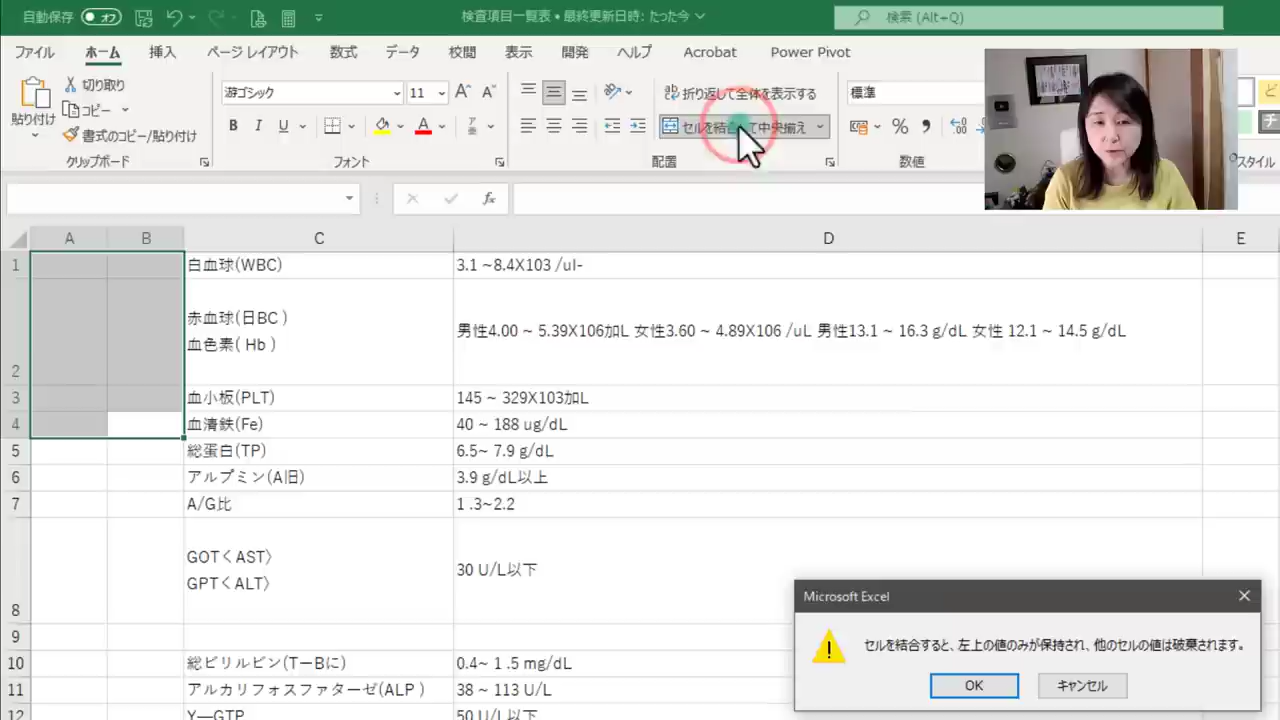 自動保存 オフ 検査項目一覧表 • 最終更新日時: たった今 検索 (Alt+Q)
ファイル ホーム 挿入 ページ レイアウト 数式 データ 校閲 表示 開発 ヘルプ Acrobat Power Pivot
貼り付け 切り取り コピー 書式のコピー/貼り付け
クリップボード
游ゴシック 11
B I U A
フォント
折り返して全体を表示する
セルを結合して中央揃え
配置
標準
数値
スタイル
A B C D E
1 白血球(WBC) 3.1 ~8.4X103 /ul-
赤血球(日BC )
血色素( Hb )
2 男性4.00 ~ 5.39X106加L 女性3.60 ~ 4.89X106 /uL 男性13.1 ~ 16.3 g/dL 女性 12.1 ~ 14.5 g/dL
3 血小板(PLT) 145 ~ 329X103加L
4 血清鉄(Fe) 40 ~ 188 ug/dL
5 総蛋白(TP) 6.5~ 7.9 g/dL
6 アルプミン(A旧) 3.9 g/dL以上
7 A/G比 1 .3~2.2
GOT〈 AST〉
GPT〈 ALT〉
8 30 U/L以下
9
10 総ビリルビン(TーBに) 0.4~ 1 .5 mg/dL
11 アルカリフォスファターゼ(ALP ) 38 ~ 113 U/L
12 Y—GTP 50 U/L以下
Microsoft Excel
セルを結合すると、左上の値のみが保持され、他のセルの値は破棄されます。
OK キャンセル